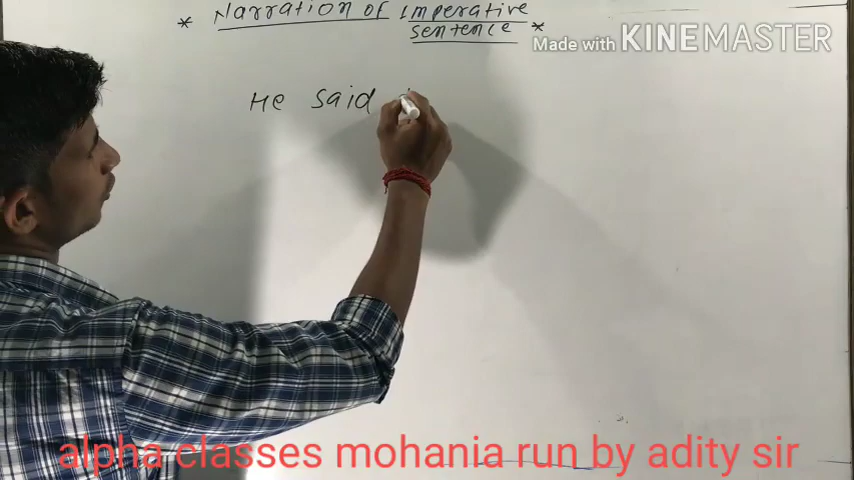 * Narration of Imperative
sentence *
Made with KINEMASTER
He said
alpha classes mohania run by adity sir